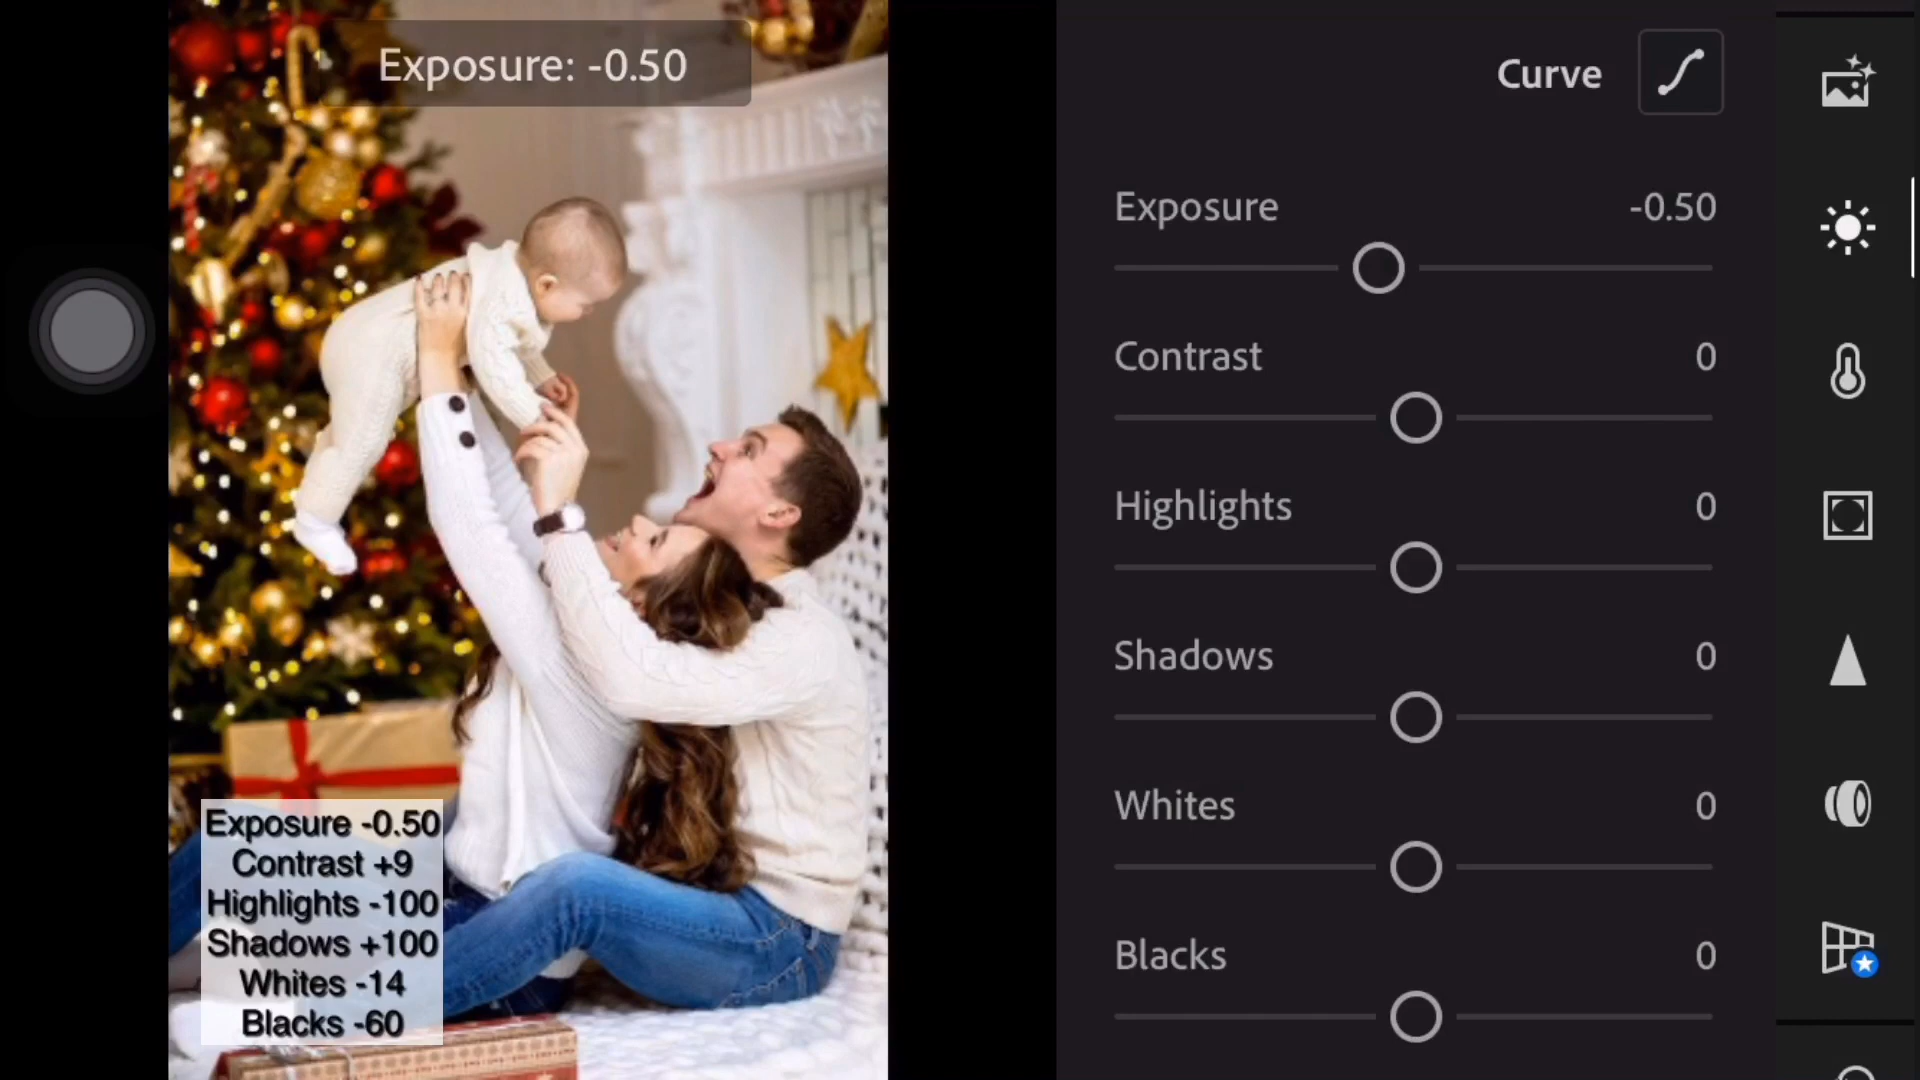 Exposure: -0.50
Curve
Exposure -0.50
Contrast 0
Highlights 0
Shadows 0
Whites 0
Blacks 0
Exposure -0.50
Contrast +9
Highlights -100
Shadows +100
Whites -14
Blacks -60